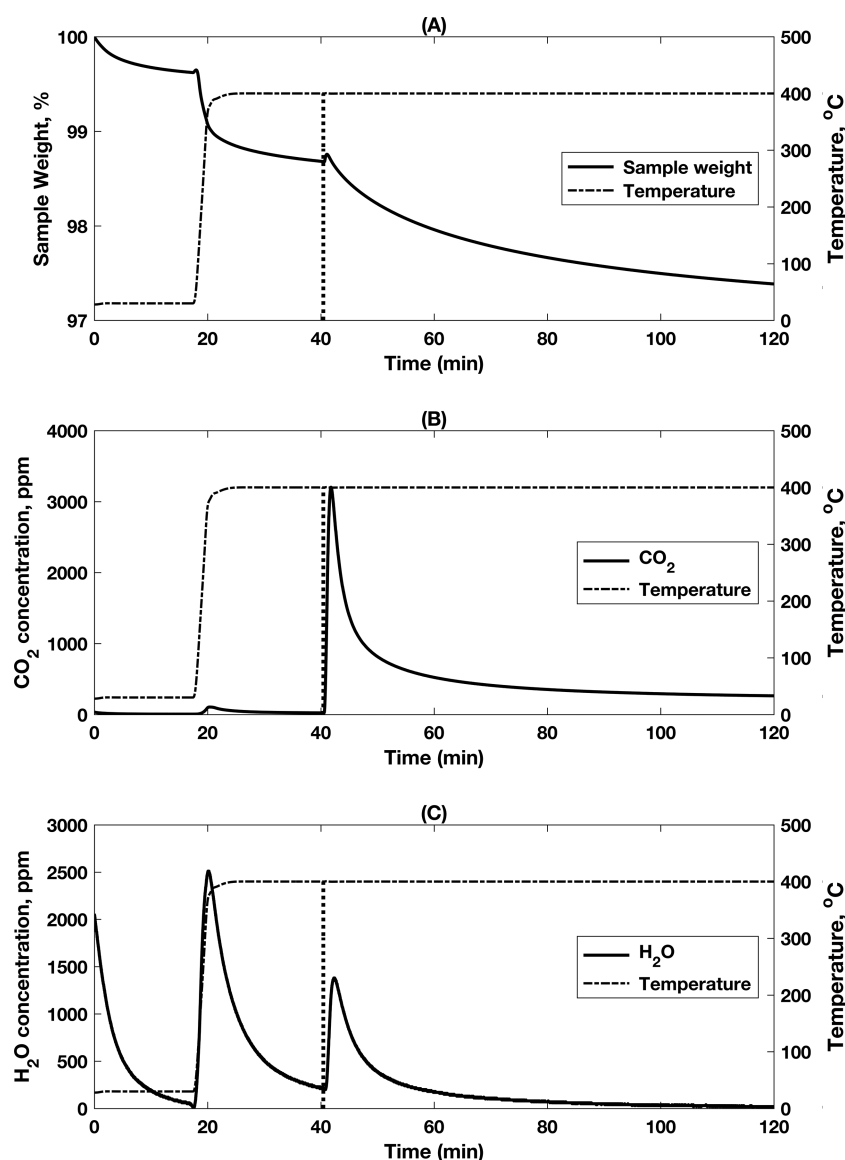 (A)
100
99
98
97
Sample Weight, %
500
400
300
200
100
0
Temperature, °C
Sample weight
Temperature
0 20 40 60 80 100 120
Time (min)
(B)
4000
3000
2000
1000
0
CO₂ concentration, ppm
500
400
300
200
100
0
Temperature, °C
CO₂
Temperature
0 20 40 60 80 100 120
Time (min)
(C)
3000
2500
2000
1500
1000
500
0
H₂O concentration, ppm
500
400
300
200
100
0
Temperature, °C
H₂O
Temperature
0 20 40 60 80 100 120
Time (min)